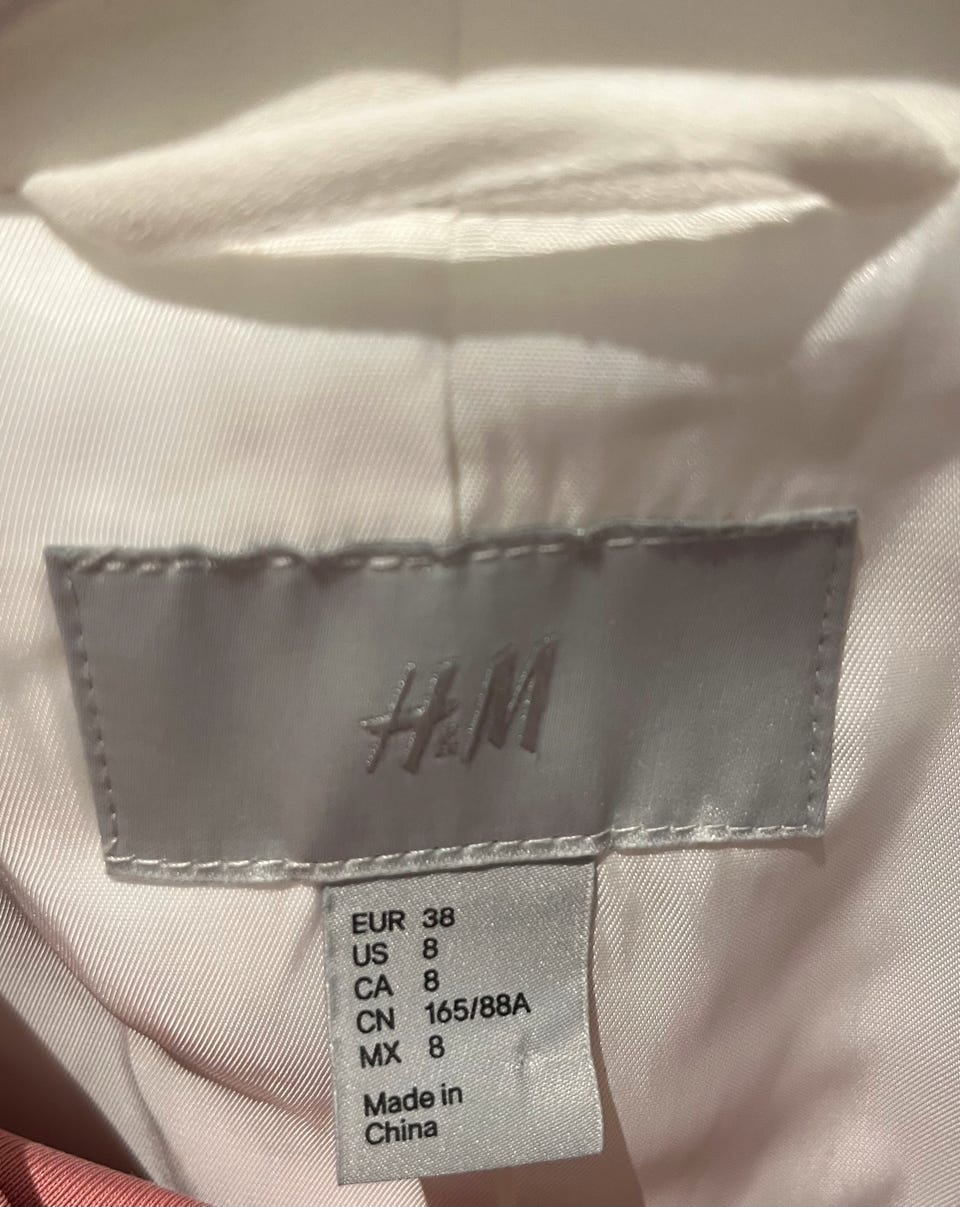 H&M
EUR 38
US 8
CA 8
CN 165/88A
MX 8
Made in
China